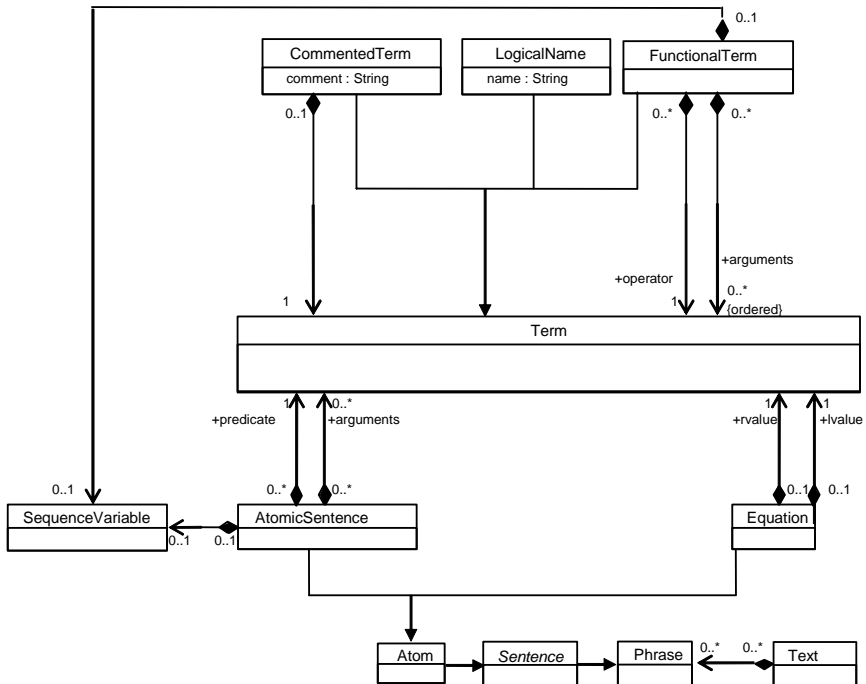 0..1
CommentedTerm
LogicalName
FunctionalTerm
comment : String
name : String
0..1
0..*
0..*
+arguments
+operator
0..*
1
1
{ordered}
Term
1
0..*
1
1
+predicate
+arguments
+rvalue
+lvalue
0..1
0..*
0..*
0..1
0..1
SequenceVariable
AtomicSentence
Equation
0..1
0..1
Atom
Sentence
Phrase
0..*
0..*
Text